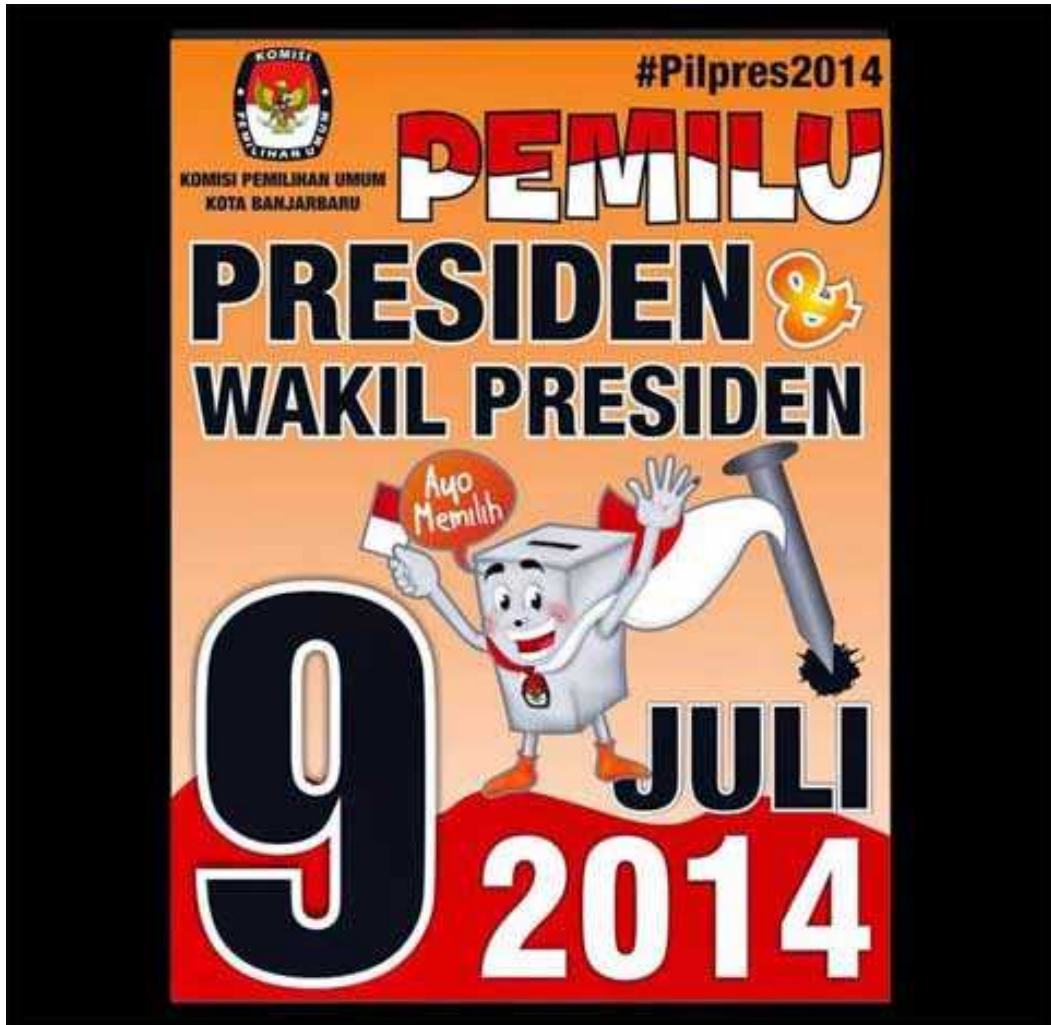 KOMISI
PEMILIHAN UMUM
KOMISI PEMILIHAN UMUM
KOTA BANJARBARU
#Pilpres2014
PEMILU
PRESIDEN &
WAKIL PRESIDEN
Ayo
Memilih
9 JULI
2014